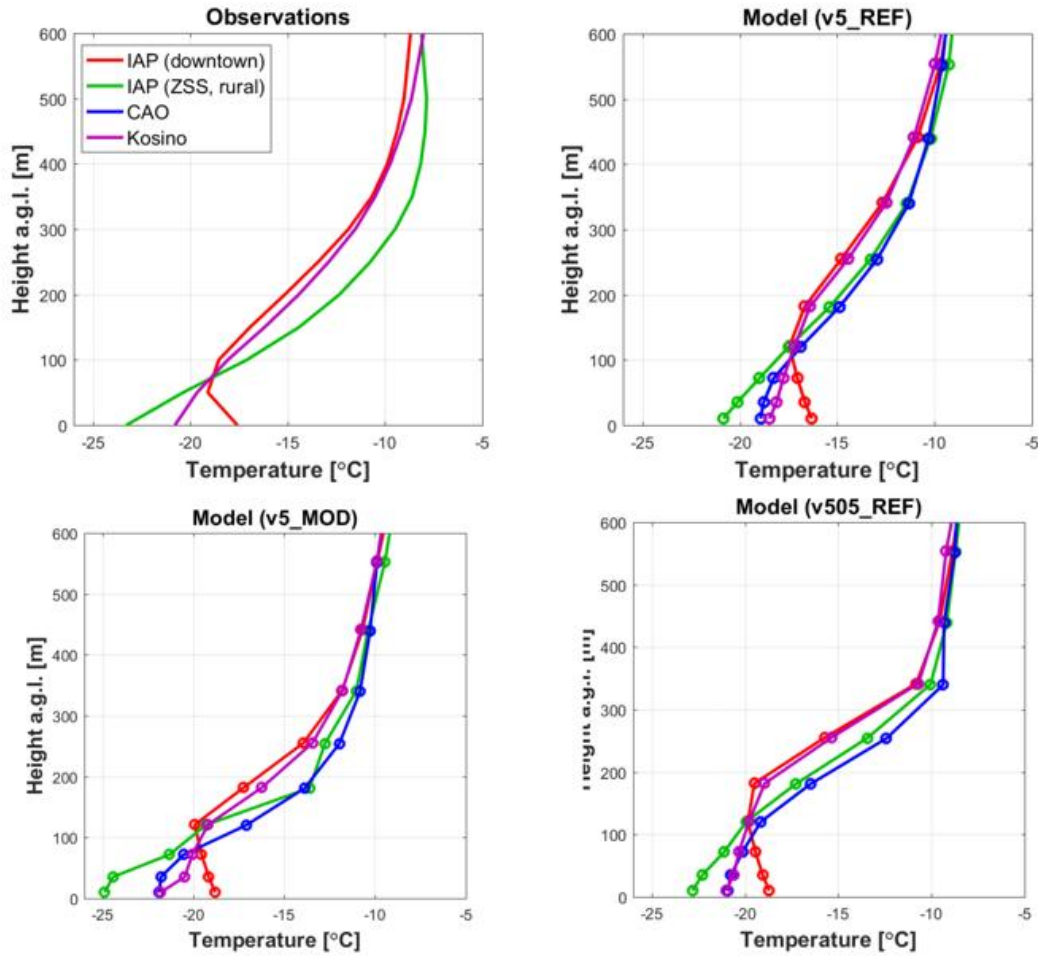 Observations
600
500
400
300
200
100
0
Height a.g.l. [m]
IAP (downtown)
IAP (ZSS, rural)
CAO
Kosino
-25 -20 -15 -10 -5
Temperature [°C]
Model (v5_REF)
600
500
400
300
200
100
0
Height a.g.l. [m]
-25 -20 -15 -10 -5
Temperature [°C]
Model (v5_MOD)
600
500
400
300
200
100
0
Height a.g.l. [m]
-25 -20 -15 -10 -5
Temperature [°C]
Model (v505_REF)
600
500
400
300
200
100
0
Height a.g.l. [m]
-25 -20 -15 -10 -5
Temperature [°C]